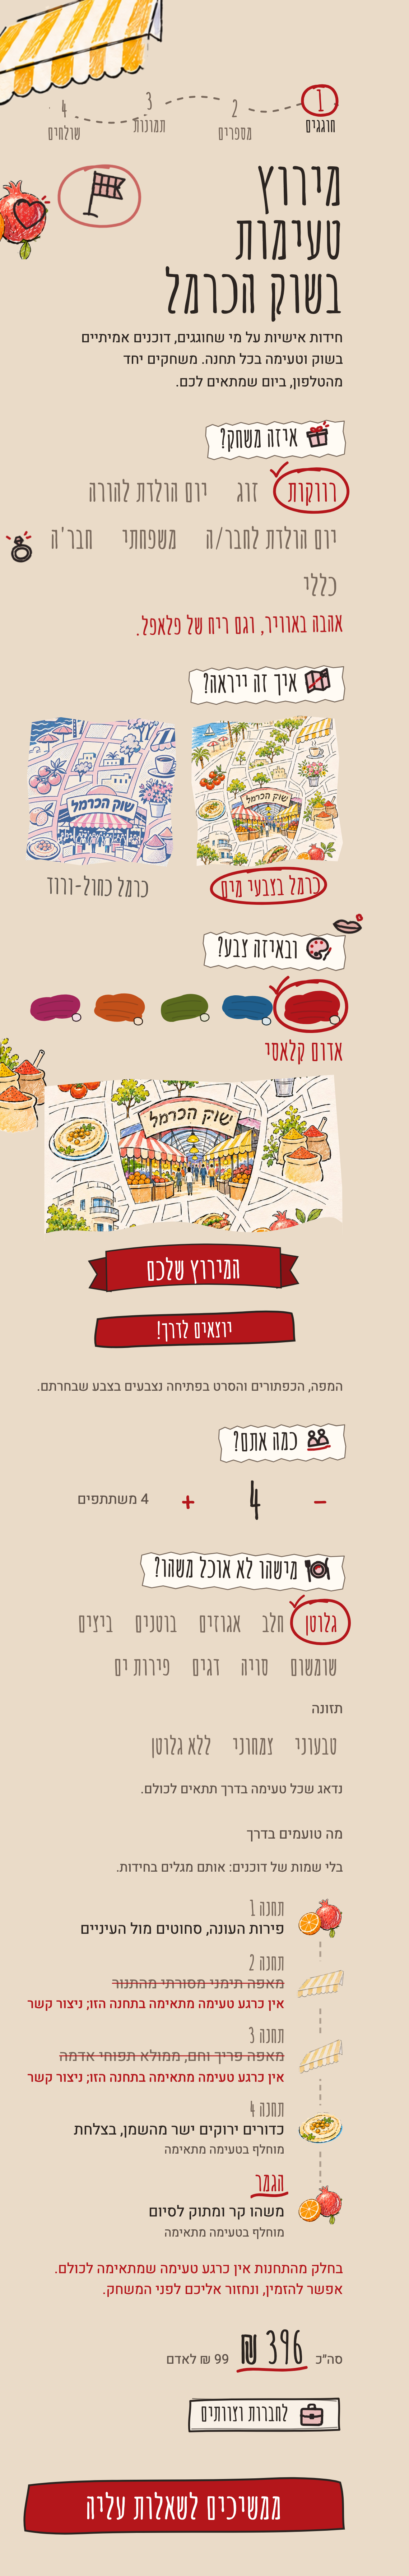 1
חוגגים
2
מספרים
3
תמונות
4
שולחים
מירוץ
טעימות
בשוק הכרמל
חידות אישיות על מי שחוגגים, דוכנים אמיתיים
בשוק וטעימה בכל תחנה. משחקים יחד
מהטלפון, ביום שמתאים לכם.
איזה משחק?
רווקות זוג יום הולדת להורה
יום הולדת לחבר/ה משפחתי חבר'ה
כללי
אהבה באוויר, וגם ריח של פלאפל.
איך זה ייראה?
שוק הכרמל
שוק הכרמל
כרמל בצבעי מים
כרמל כחול-ורוד
ובאיזה צבע?
אדום קלאסי
שוק הכרמל
המירוץ שלכם
יוצאים לדרך!
המפה, הכפתורים והסרט בפתיחה נצבעים בצבע שבחרתם.
כמה אתם?
− 4 + 4 משתתפים
מישהו לא אוכל משהו?
גלוטן חלב אגוזים בוטנים ביצים
שומשום סויה דגים פירות ים
תזונה
טבעוני צמחוני ללא גלוטן
נדאג שכל טעימה בדרך תתאים לכולם.
מה טועמים בדרך
בלי שמות של דוכנים: אותם מגלים בחידות.
תחנה 1
פירות העונה, סחוטים מול העיניים
תחנה 2
מאפה תימני מסורתי מהתנור
אין כרגע טעימה מתאימה בתחנה הזו; ניצור קשר
תחנה 3
מאפה פריך וחם, ממולא תפוחי אדמה
אין כרגע טעימה מתאימה בתחנה הזו; ניצור קשר
תחנה 4
כדורים ירוקים ישר מהשמן, בצלחת
מוחלף בטעימה מתאימה
הגמר
משהו קר ומתוק לסיום
מוחלף בטעימה מתאימה
בחלק מהתחנות אין כרגע טעימה שמתאימה לכולם.
אפשר להזמין, ונחזור אליכם לפני המשחק.
סה״כ 396 ₪ 99 ₪ לאדם
לחברות וצוותים
ממשיכים לשאלות עליה